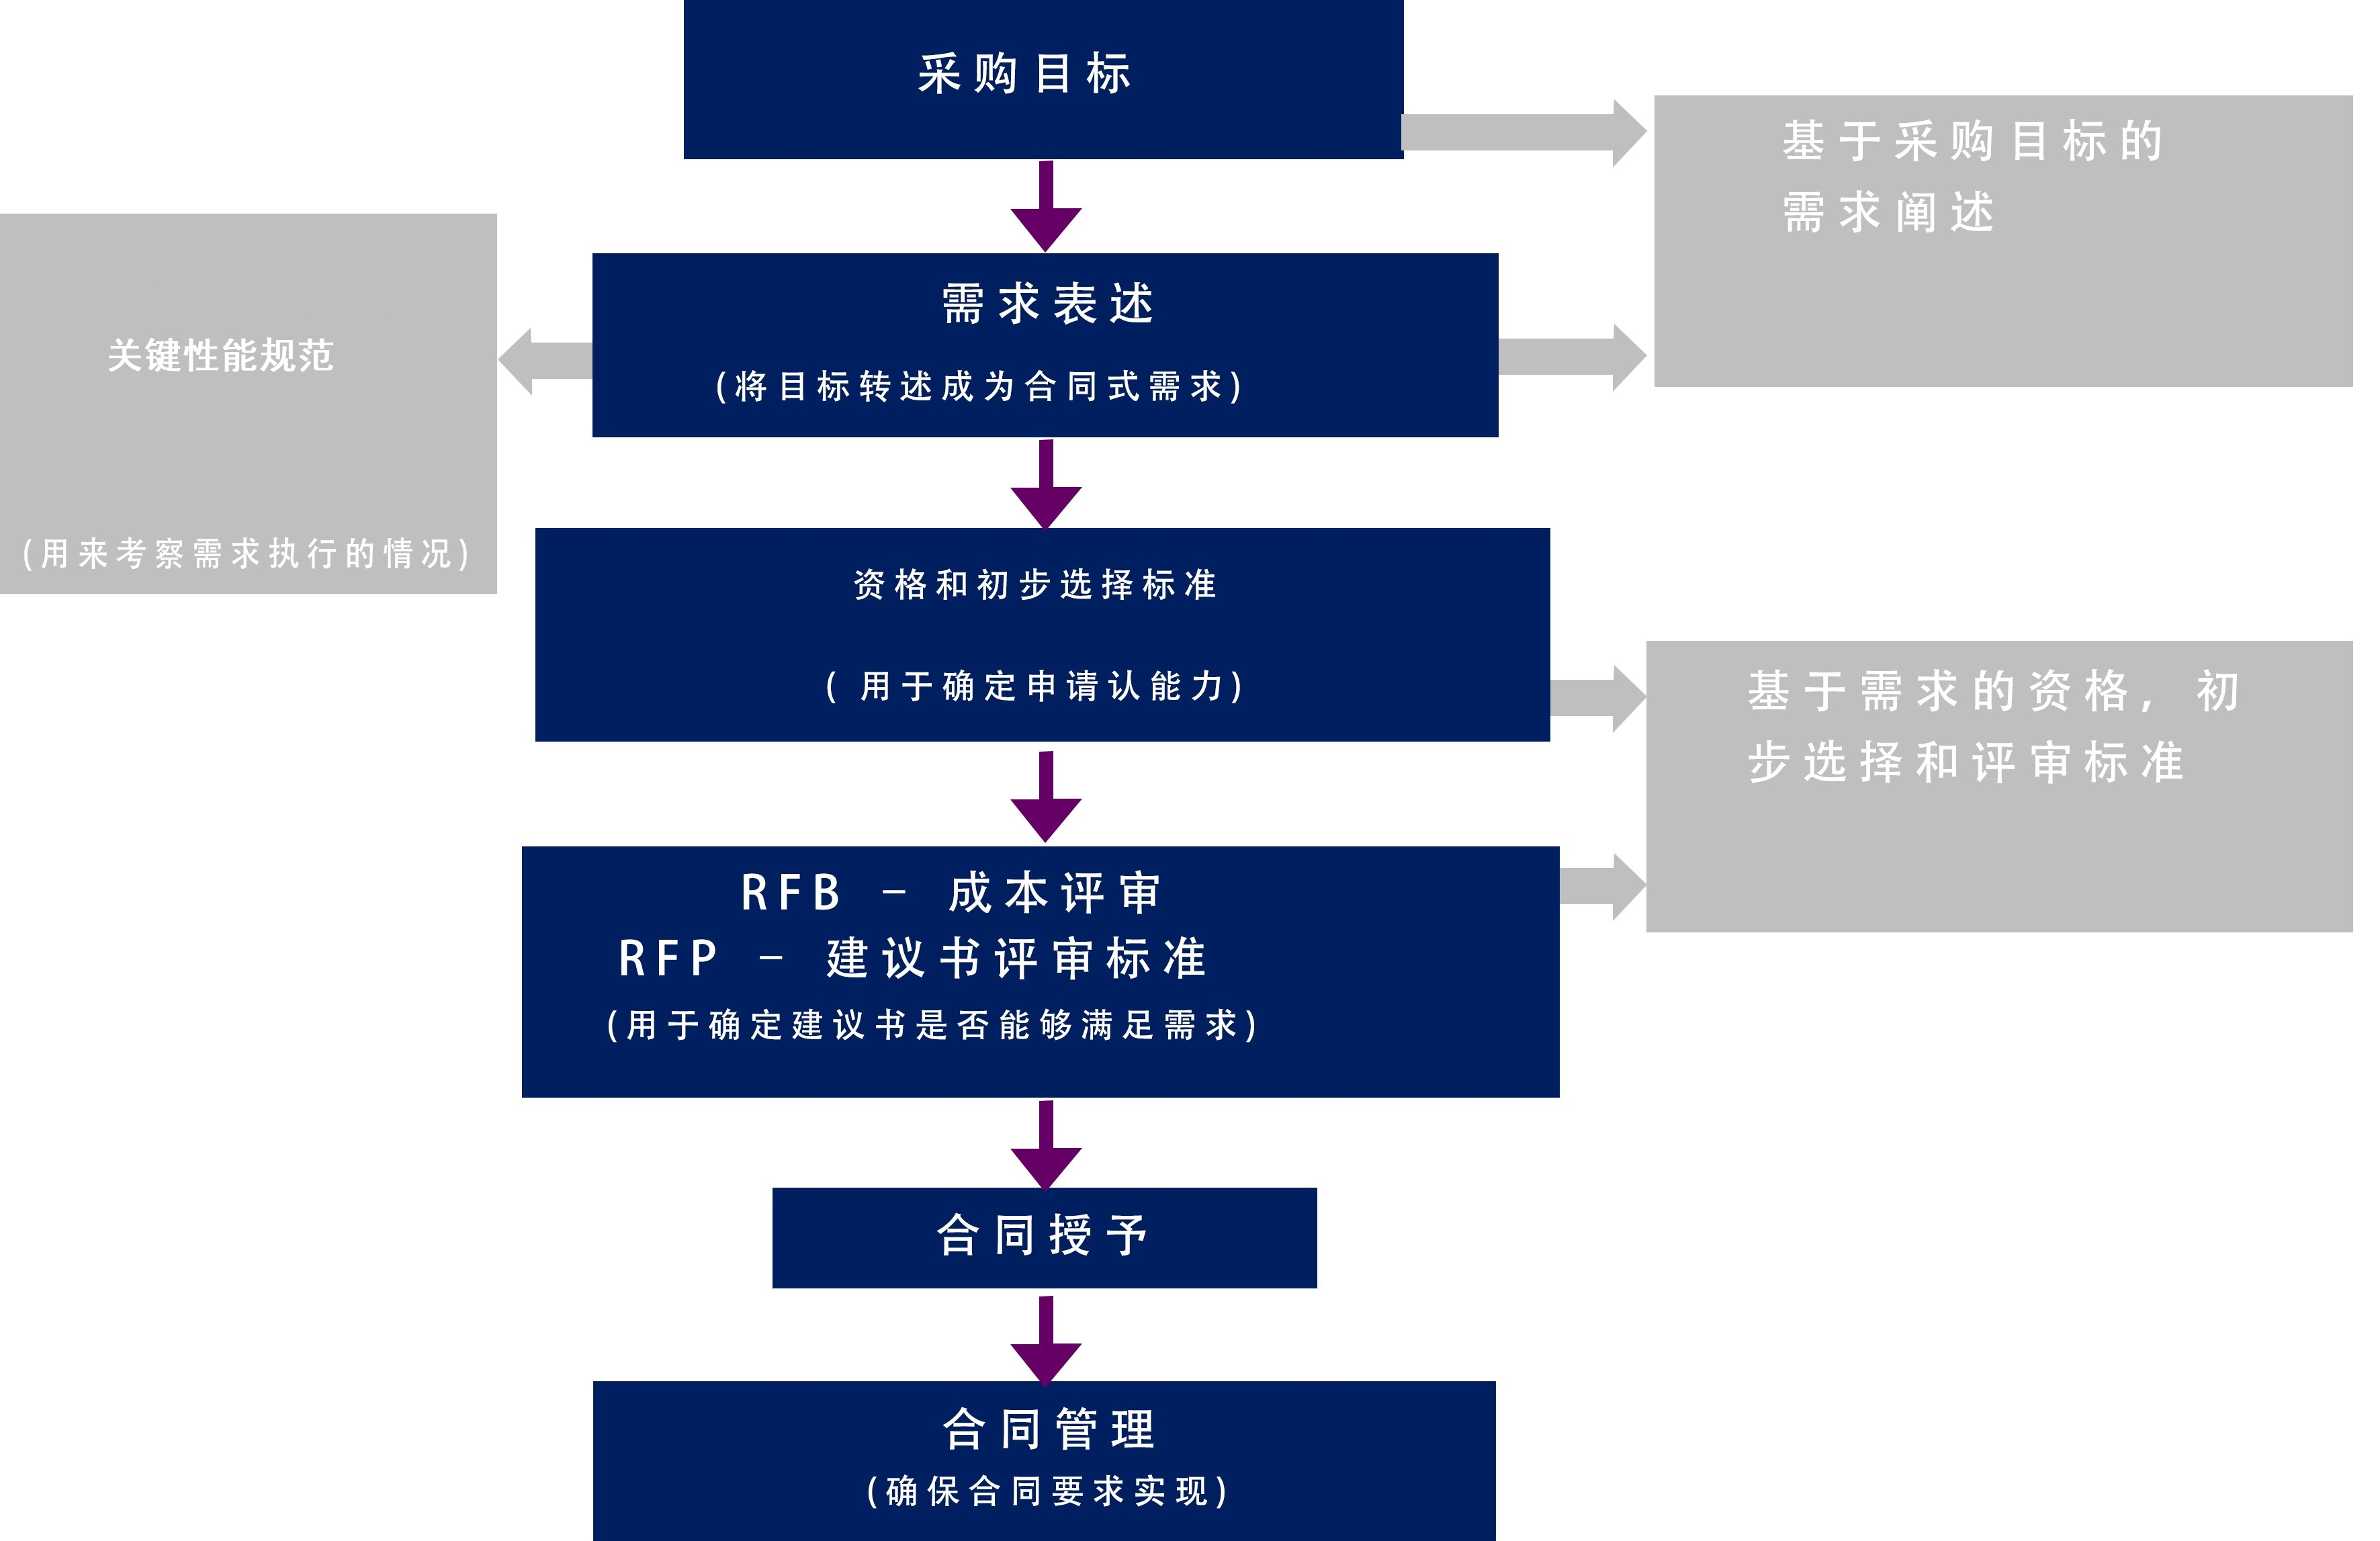 采购目标
基于采购目标的
需求阐述
需求表述
(将目标转述成为合同式需求)
关键性能规范
(用来考察需求执行的情况)
资格和初步选择标准
( 用于确定申请认能力)
基于需求的资格, 初
步选择和评审标准
RFB - 成本评审
RFP - 建议书评审标准
(用于确定建议书是否能够满足需求)
合同授予
合同管理
(确保合同要求实现)